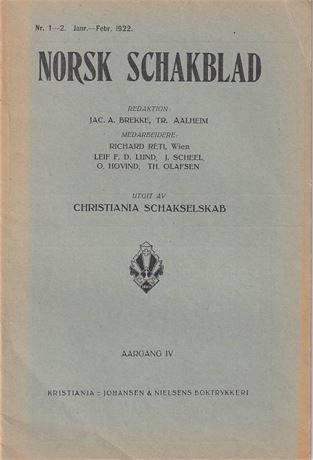 Nr. 1—2. Janr.—Febr. 1922.
NORSK SCHAKBLAD
REDAKTION:
JAC. A. BREKKE, TR. AALHEIM
MEDARBEIDERE:
RICHARD RÉTI, Wien
LEIF F. D. LUND, J. SCHEEL,
O. HOVIND, TH. OLAFSEN
UTGIT AV
CHRISTIANIA SCHAKSELSKAB
AARGANG IV
KRISTIANIA :: JOHANSEN & NIELSENS BOKTRYKKERI